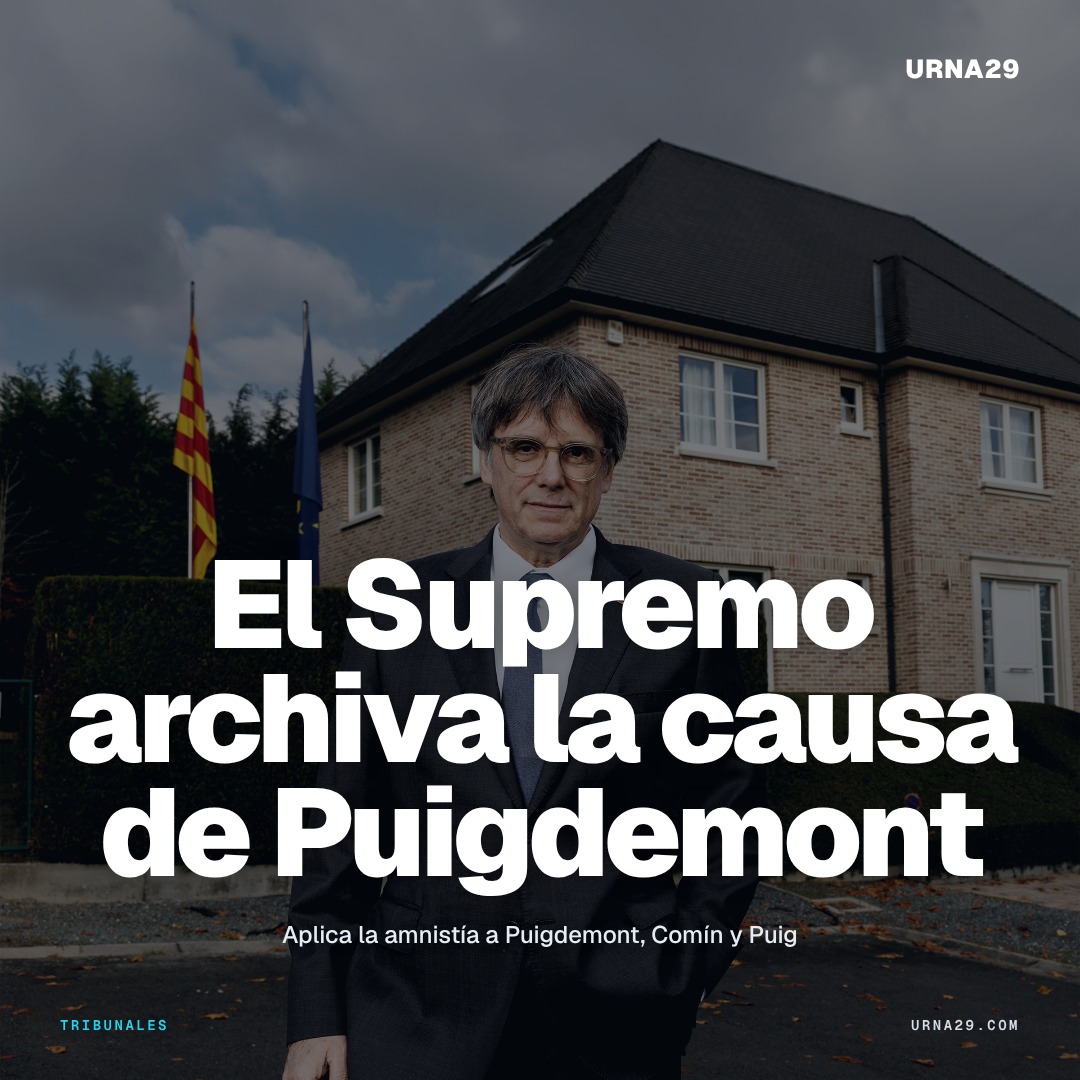 URNA29
El Supremo
archiva la causa
de Puigdemont
Aplica la amnistía a Puigdemont, Comín y Puig
TRIBUNALES
URNA29.COM